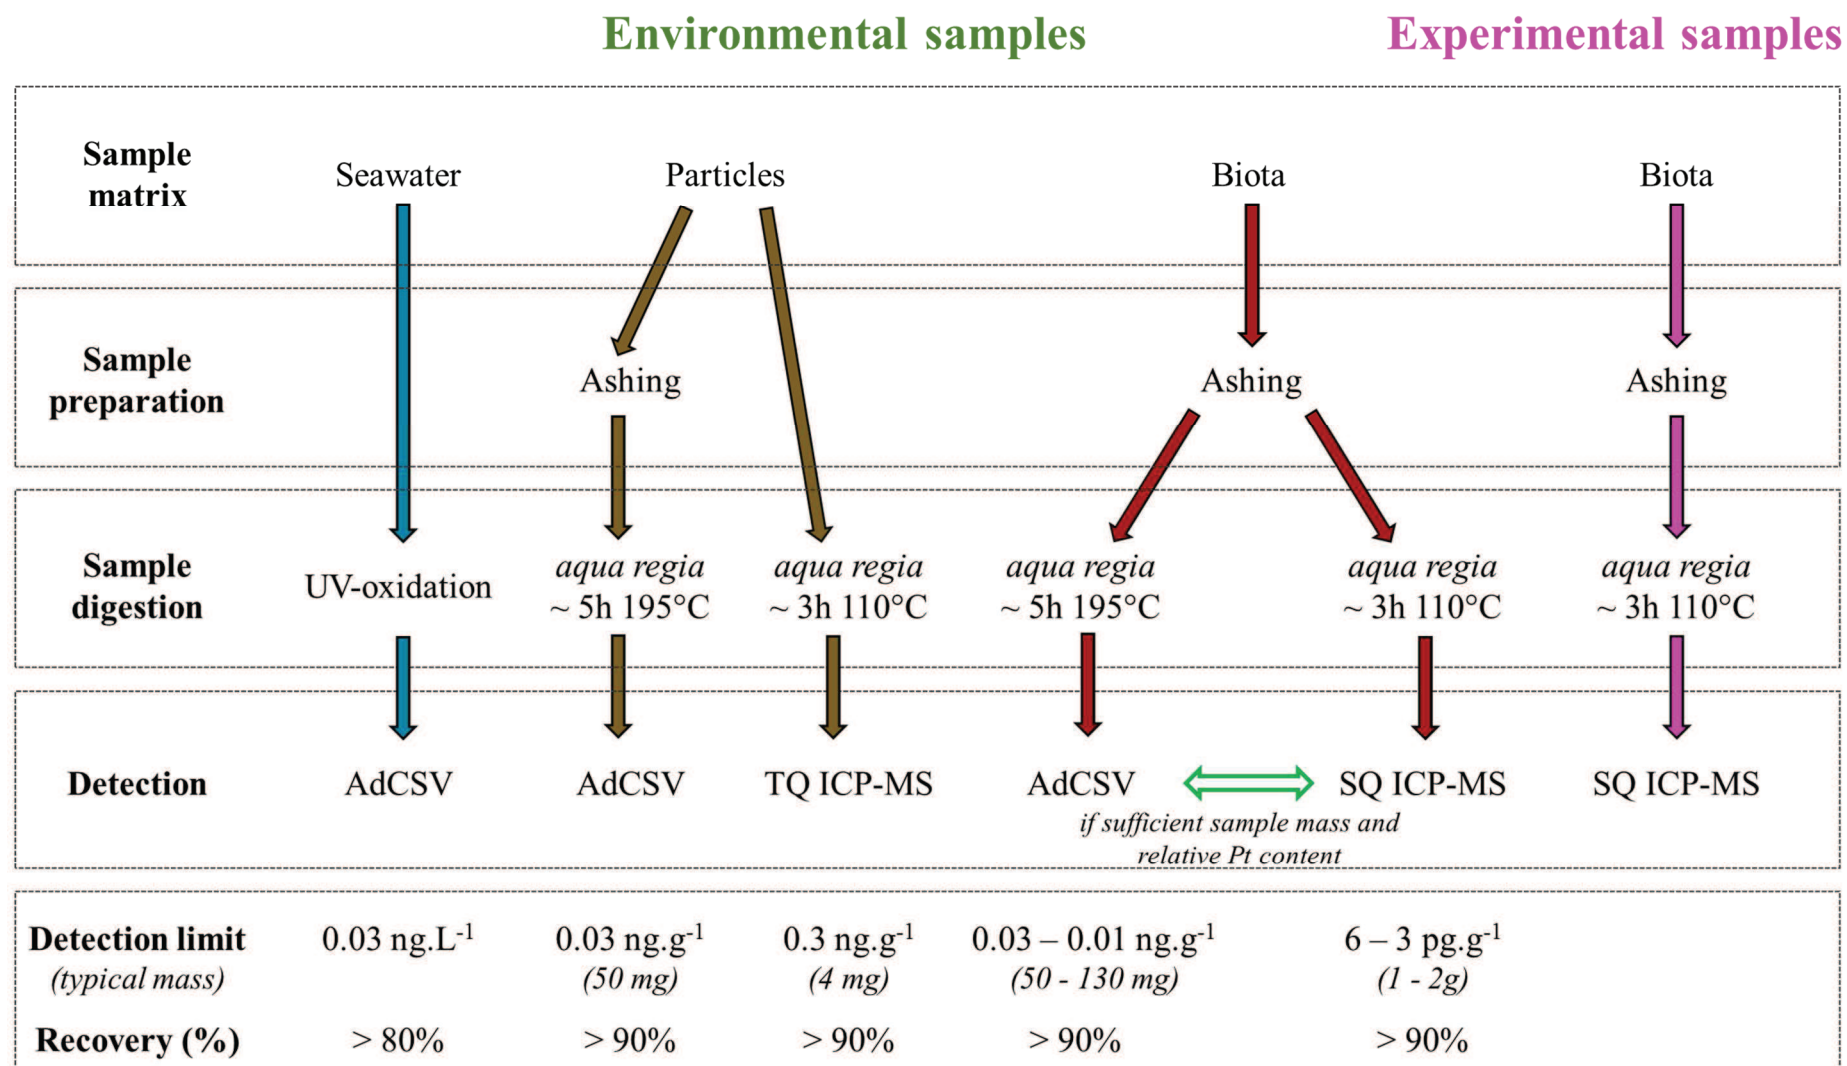 Environmental samples
Experimental samples
Sample
matrix
Seawater
Particles
Biota
Biota
Sample
preparation
Ashing
Ashing
Ashing
Sample
digestion
UV-oxidation
aqua regia
~ 5h 195°C
aqua regia
~ 3h 110°C
aqua regia
~ 5h 195°C
aqua regia
~ 3h 110°C
aqua regia
~ 3h 110°C
Detection
AdCSV
AdCSV
TQ ICP-MS
AdCSV
SQ ICP-MS
SQ ICP-MS
if sufficient sample mass and
relative Pt content
Detection limit
(typical mass)
0.03 ng.L⁻¹
0.03 ng.g⁻¹
(50 mg)
0.3 ng.g⁻¹
(4 mg)
0.03 – 0.01 ng.g⁻¹
(50 - 130 mg)
6 – 3 pg.g⁻¹
(1 - 2g)
Recovery (%)
> 80%
> 90%
> 90%
> 90%
> 90%